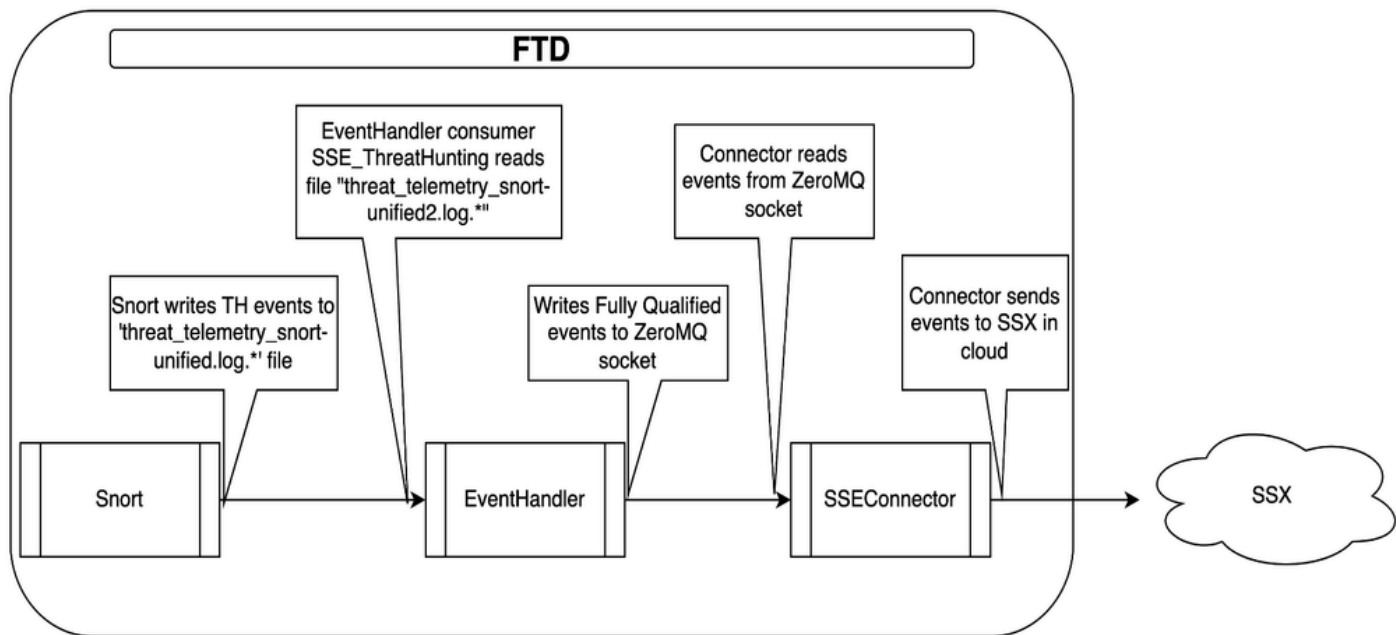 FTD
EventHandler consumer
SSE_ThreatHunting reads
file "threat_telemetry_snort-
unified2.log.*"
Connector reads
events from ZeroMQ
socket
Snort writes TH events to
'threat_telemetry_snort-
unified.log.*' file
Writes Fully Qualified
events to ZeroMQ
socket
Connector sends
events to SSX in
cloud
Snort
EventHandler
SSEConnector
SSX